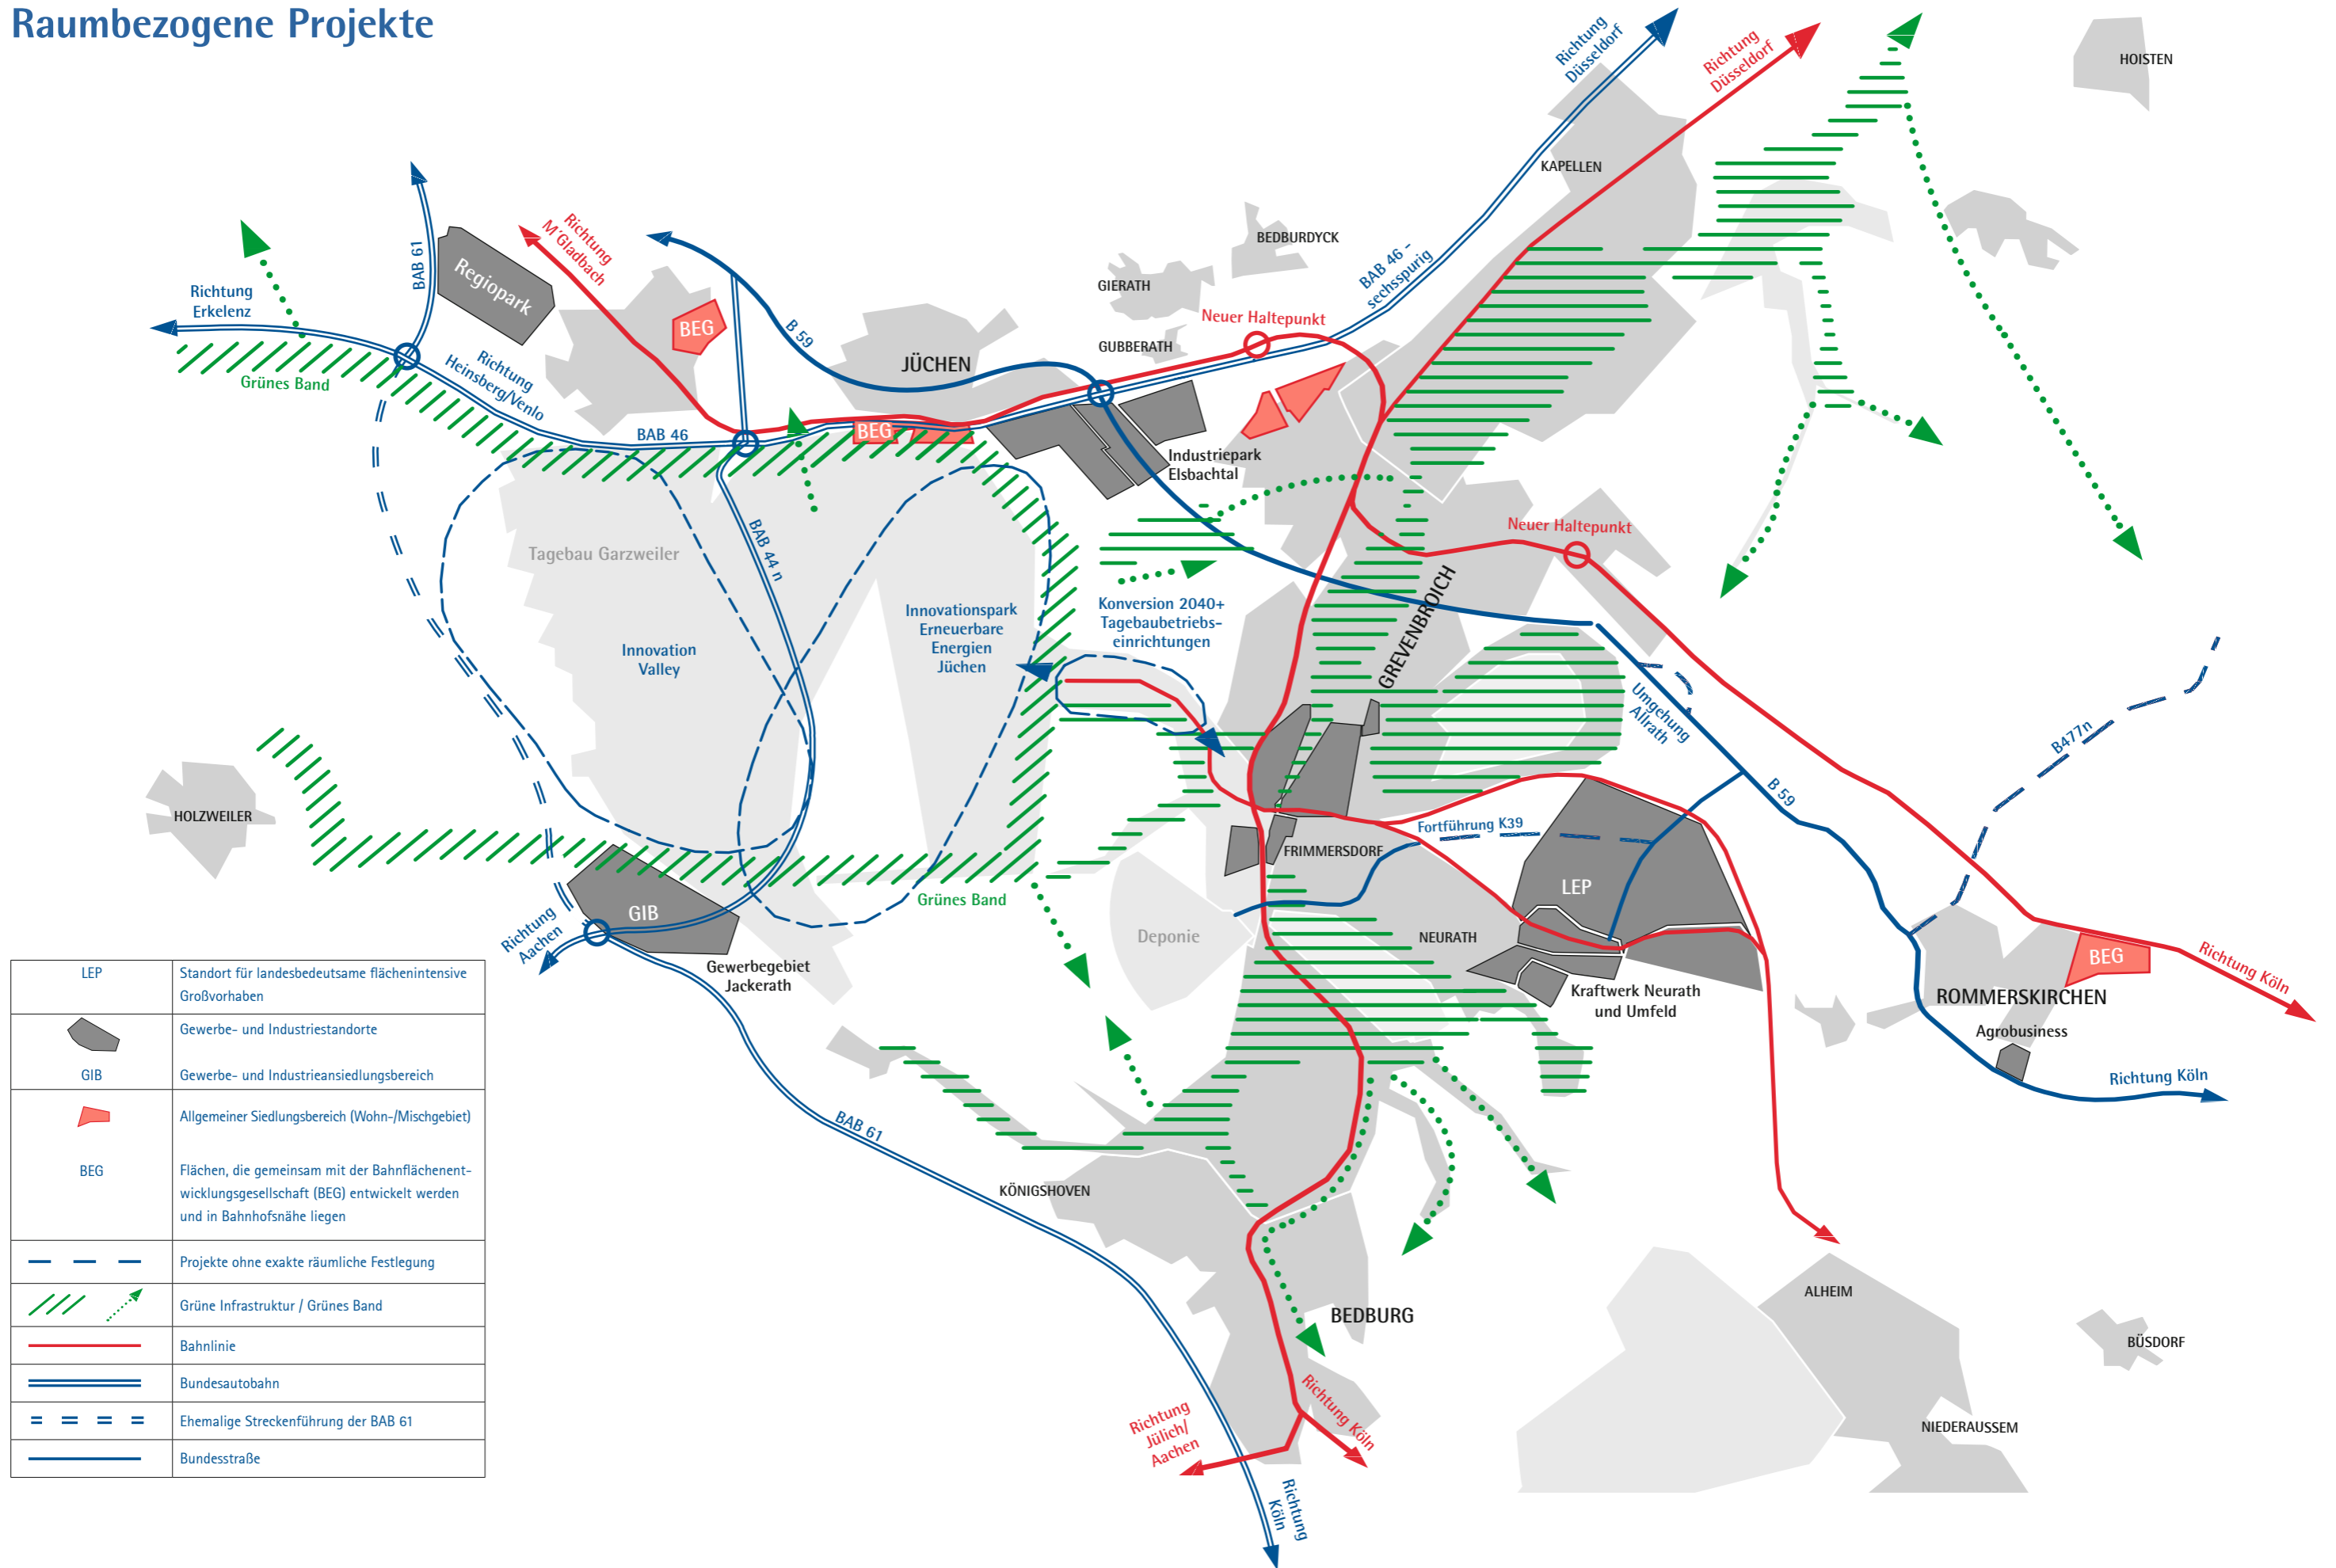 Raumbezogene Projekte
Richtung
Düsseldorf
Richtung
Düsseldorf
HOISTEN
KAPELLEN
BAB 61
Regiopark
Richtung
M´Gladbach
BEDBURDYCK
GIERATH
BAB 46 -
sechsspurig
Richtung
Erkelenz
BEG
B 59
Neuer Haltepunkt
GUBBERATH
JÜCHEN
Richtung
Heinsberg/Venlo
Grünes Band
BAB 46
BEG
Industriepark
Elsbachtal
Neuer Haltepunkt
Tagebau Garzweiler
BAB 44 n
Innovationspark
Erneuerbare
Energien
Jüchen
Konversion 2040+
Tagebaubetriebs-
einrichtungen
GREVENBROICH
Innovation
Valley
Umgehung
Allrath
B477n
B 59
HOLZWEILER
Fortführung K39
FRIMMERSDORF
LEP
Grünes Band
GIB
Richtung
Aachen
Deponie
NEURATH
Gewerbegebiet
Jackerath
Kraftwerk Neurath
und Umfeld
BEG
Richtung Köln
ROMMERSKIRCHEN
Agrobusiness
Richtung Köln
BAB 61
KÖNIGSHOVEN
BEDBURG
ALHEIM
BÜSDORF
NIEDERAUSSEM
Richtung
Jülich/
Aachen
Richtung Köln
Richtung
Köln
LEP
Standort für landesbedeutsame flächenintensive
Großvorhaben
Gewerbe- und Industriestandorte
GIB
Gewerbe- und Industrieansiedlungsbereich
Allgemeiner Siedlungsbereich (Wohn-/Mischgebiet)
BEG
Flächen, die gemeinsam mit der Bahnflächenent-
wicklungsgesellschaft (BEG) entwickelt werden
und in Bahnhofsnähe liegen
Projekte ohne exakte räumliche Festlegung
Grüne Infrastruktur / Grünes Band
Bahnlinie
Bundesautobahn
Ehemalige Streckenführung der BAB 61
Bundesstraße